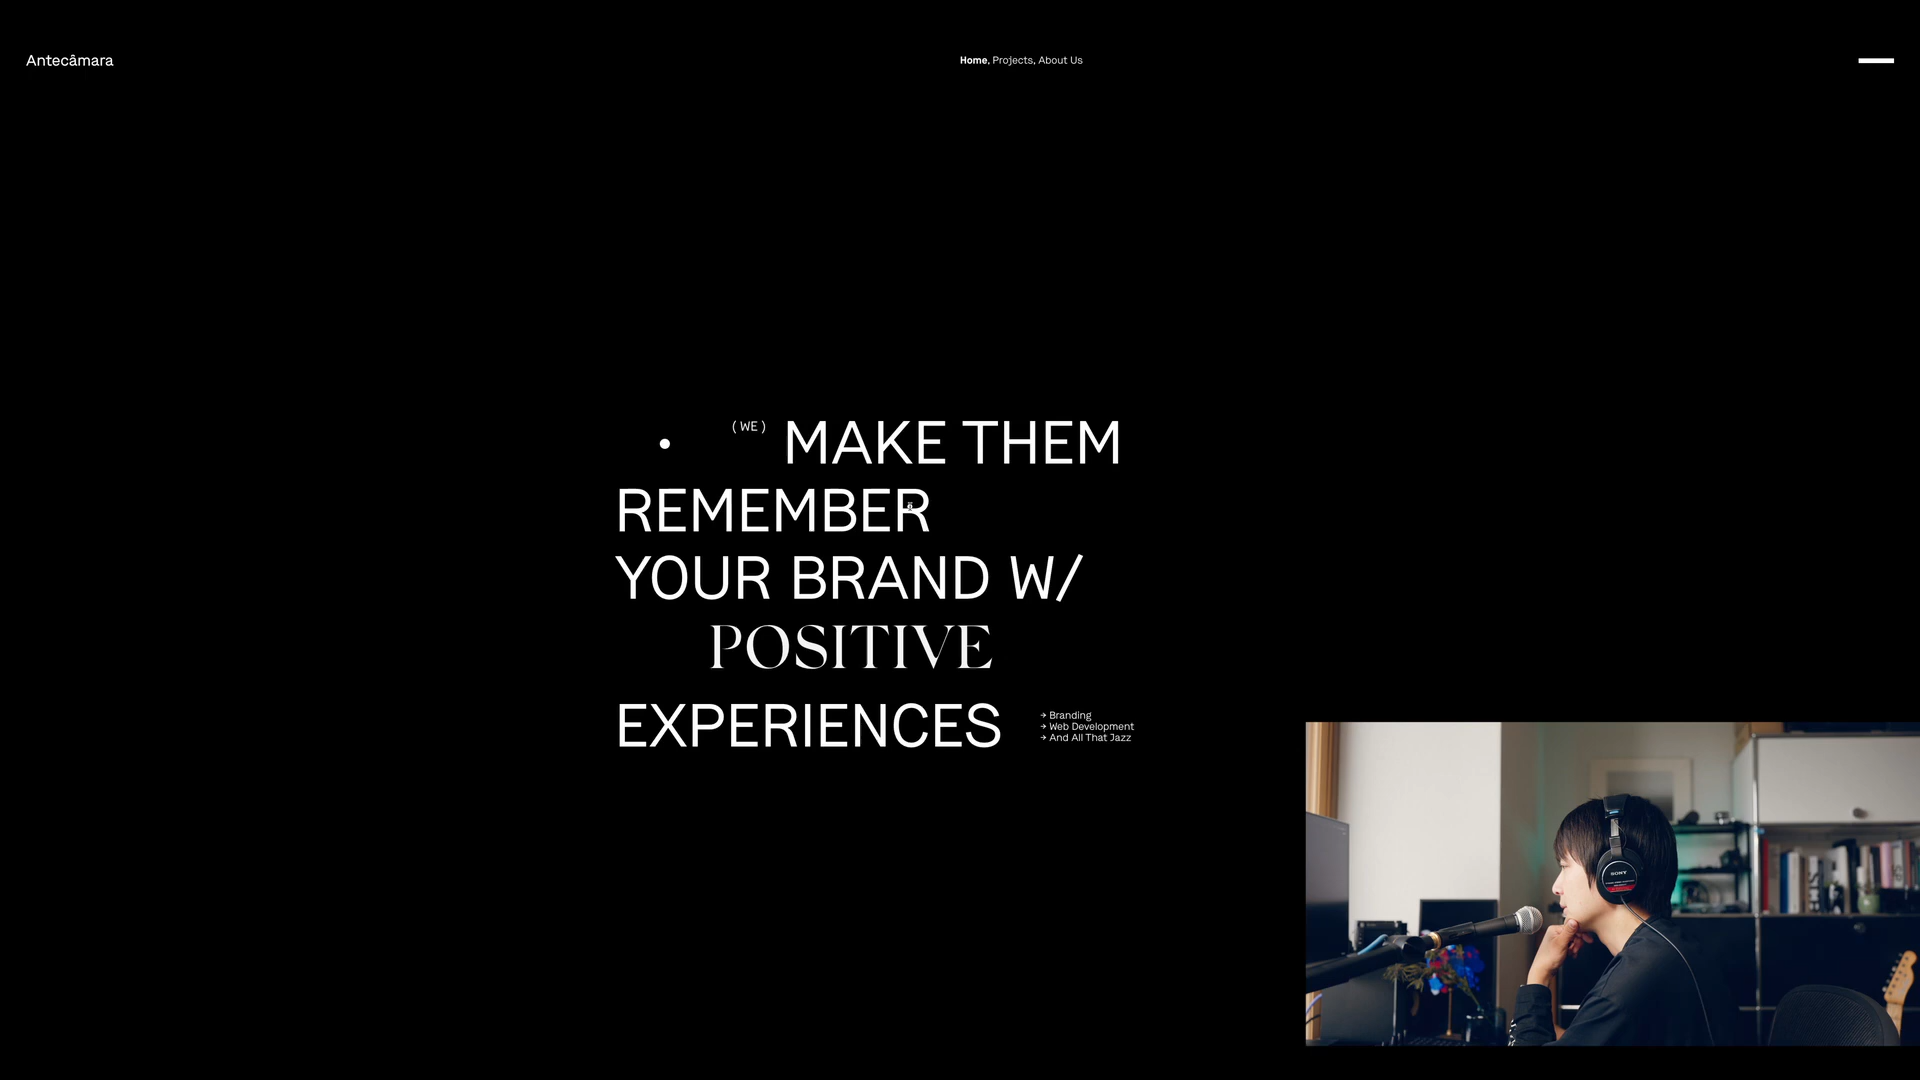 Antecâmara
Home, Projects, About Us
(WE) MAKE THEM
REMEMBER
YOUR BRAND W/
POSITIVE
EXPERIENCES
→ Branding
→ Web Development
→ And All That Jazz
SONY